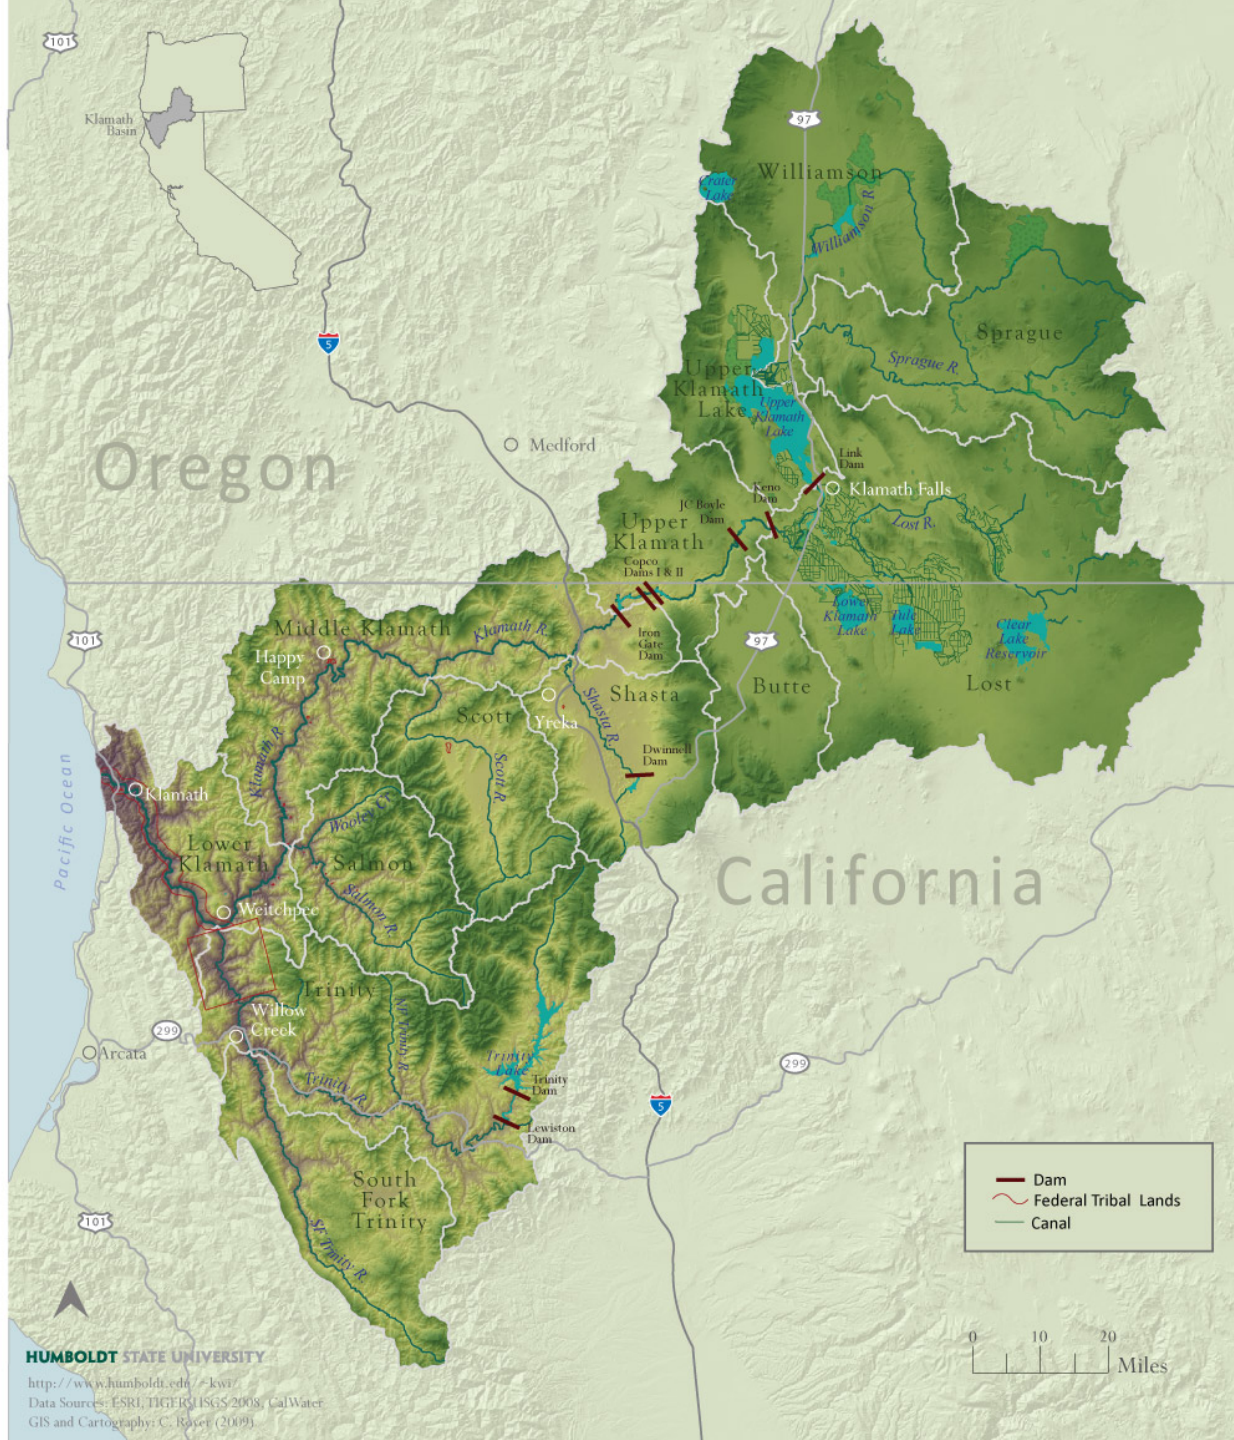 101
Klamath
Basin
97
Williamson
Crater
Lake
Williamson R.
5
Sprague
Sprague R.
Upper
Klamath
Lake
Upper
Klamath
Lake
Oregon
Medford
Link
Dam
Klamath Falls
Keno
Dam
JC Boyle
Dam
Lost R.
Upper
Klamath
Copco
Dams I & II
Lower
Klamath
Lake
Tule
Lake
Clear
Lake
Reservoir
Iron
Gate
Dam
97
101
Middle Klamath
Klamath R.
Happy
Camp
Shasta
Butte
Lost
Scott
Yreka
Shasta R.
Klamath R.
Scott R.
Dwinnell
Dam
Pacific Ocean
Klamath
Wooley Cr.
Lower
Klamath
Salmon
Salmon R.
California
Weitchpec
Trinity
Willow
Creek
299
Arcata
Trinity
Lake
299
Trinity R.
Trinity
Dam
5
Lewiston
Dam
South
Fork
Trinity
SF Trinity R.
101
Dam
Federal Tribal Lands
Canal
0 10 20
Miles
HUMBOLDT STATE UNIVERSITY
http://www.humboldt.edu/~kwi/
Data Sources: ESRI, TIGER, USGS 2008, CalWater
GIS and Cartography: C. Rover (2009)